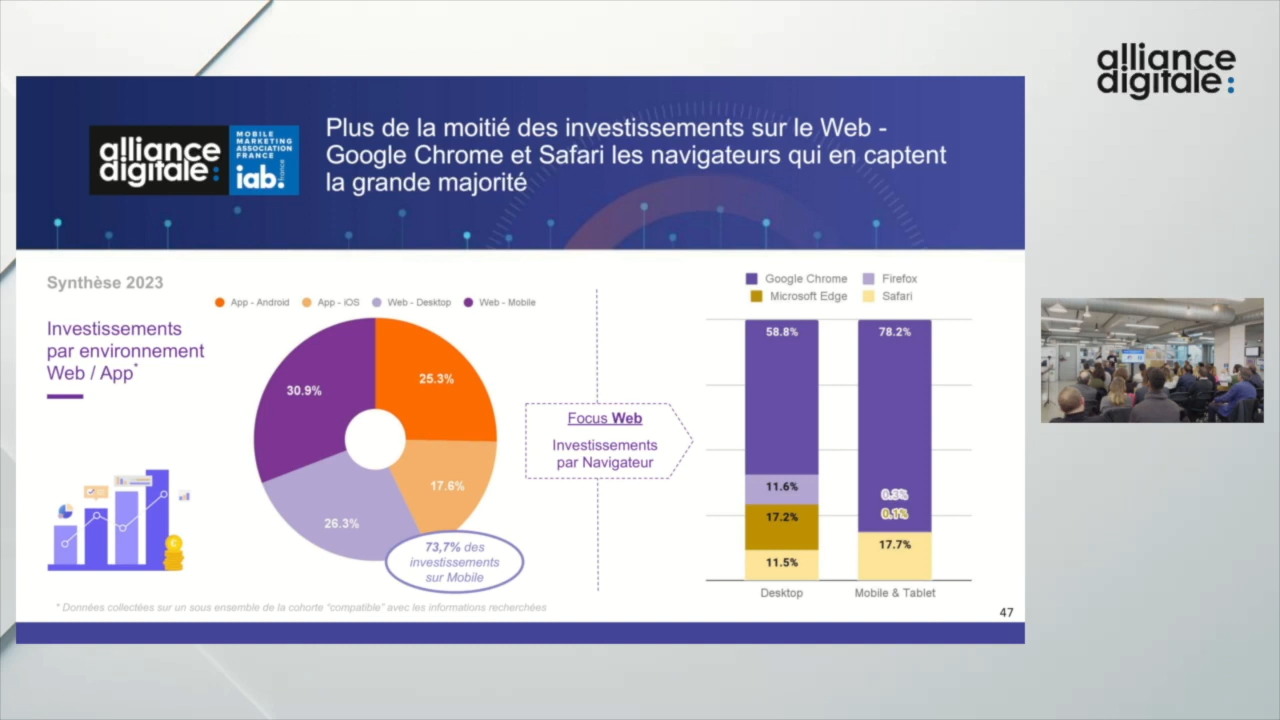 alliance
digitale:
alliance
digitale:
MOBILE
MARKETING
ASSOCIATION
FRANCE
iab.
france
Plus de la moitié des investissements sur le Web -
Google Chrome et Safari les navigateurs qui en captent
la grande majorité
Synthèse 2023
Investissements
par environnement
Web / App*
App - Android
App - iOS
Web - Desktop
Web - Mobile
30.9%
25.3%
17.6%
26.3%
73,7% des
investissements
sur Mobile
Focus Web
Investissements
par Navigateur
Google Chrome
Firefox
Microsoft Edge
Safari
58.8%
11.6%
17.2%
11.5%
78.2%
0.3%
0.1%
17.7%
Desktop
Mobile & Tablet
* Données collectées sur un sous ensemble de la cohorte “compatible” avec les informations recherchées
47